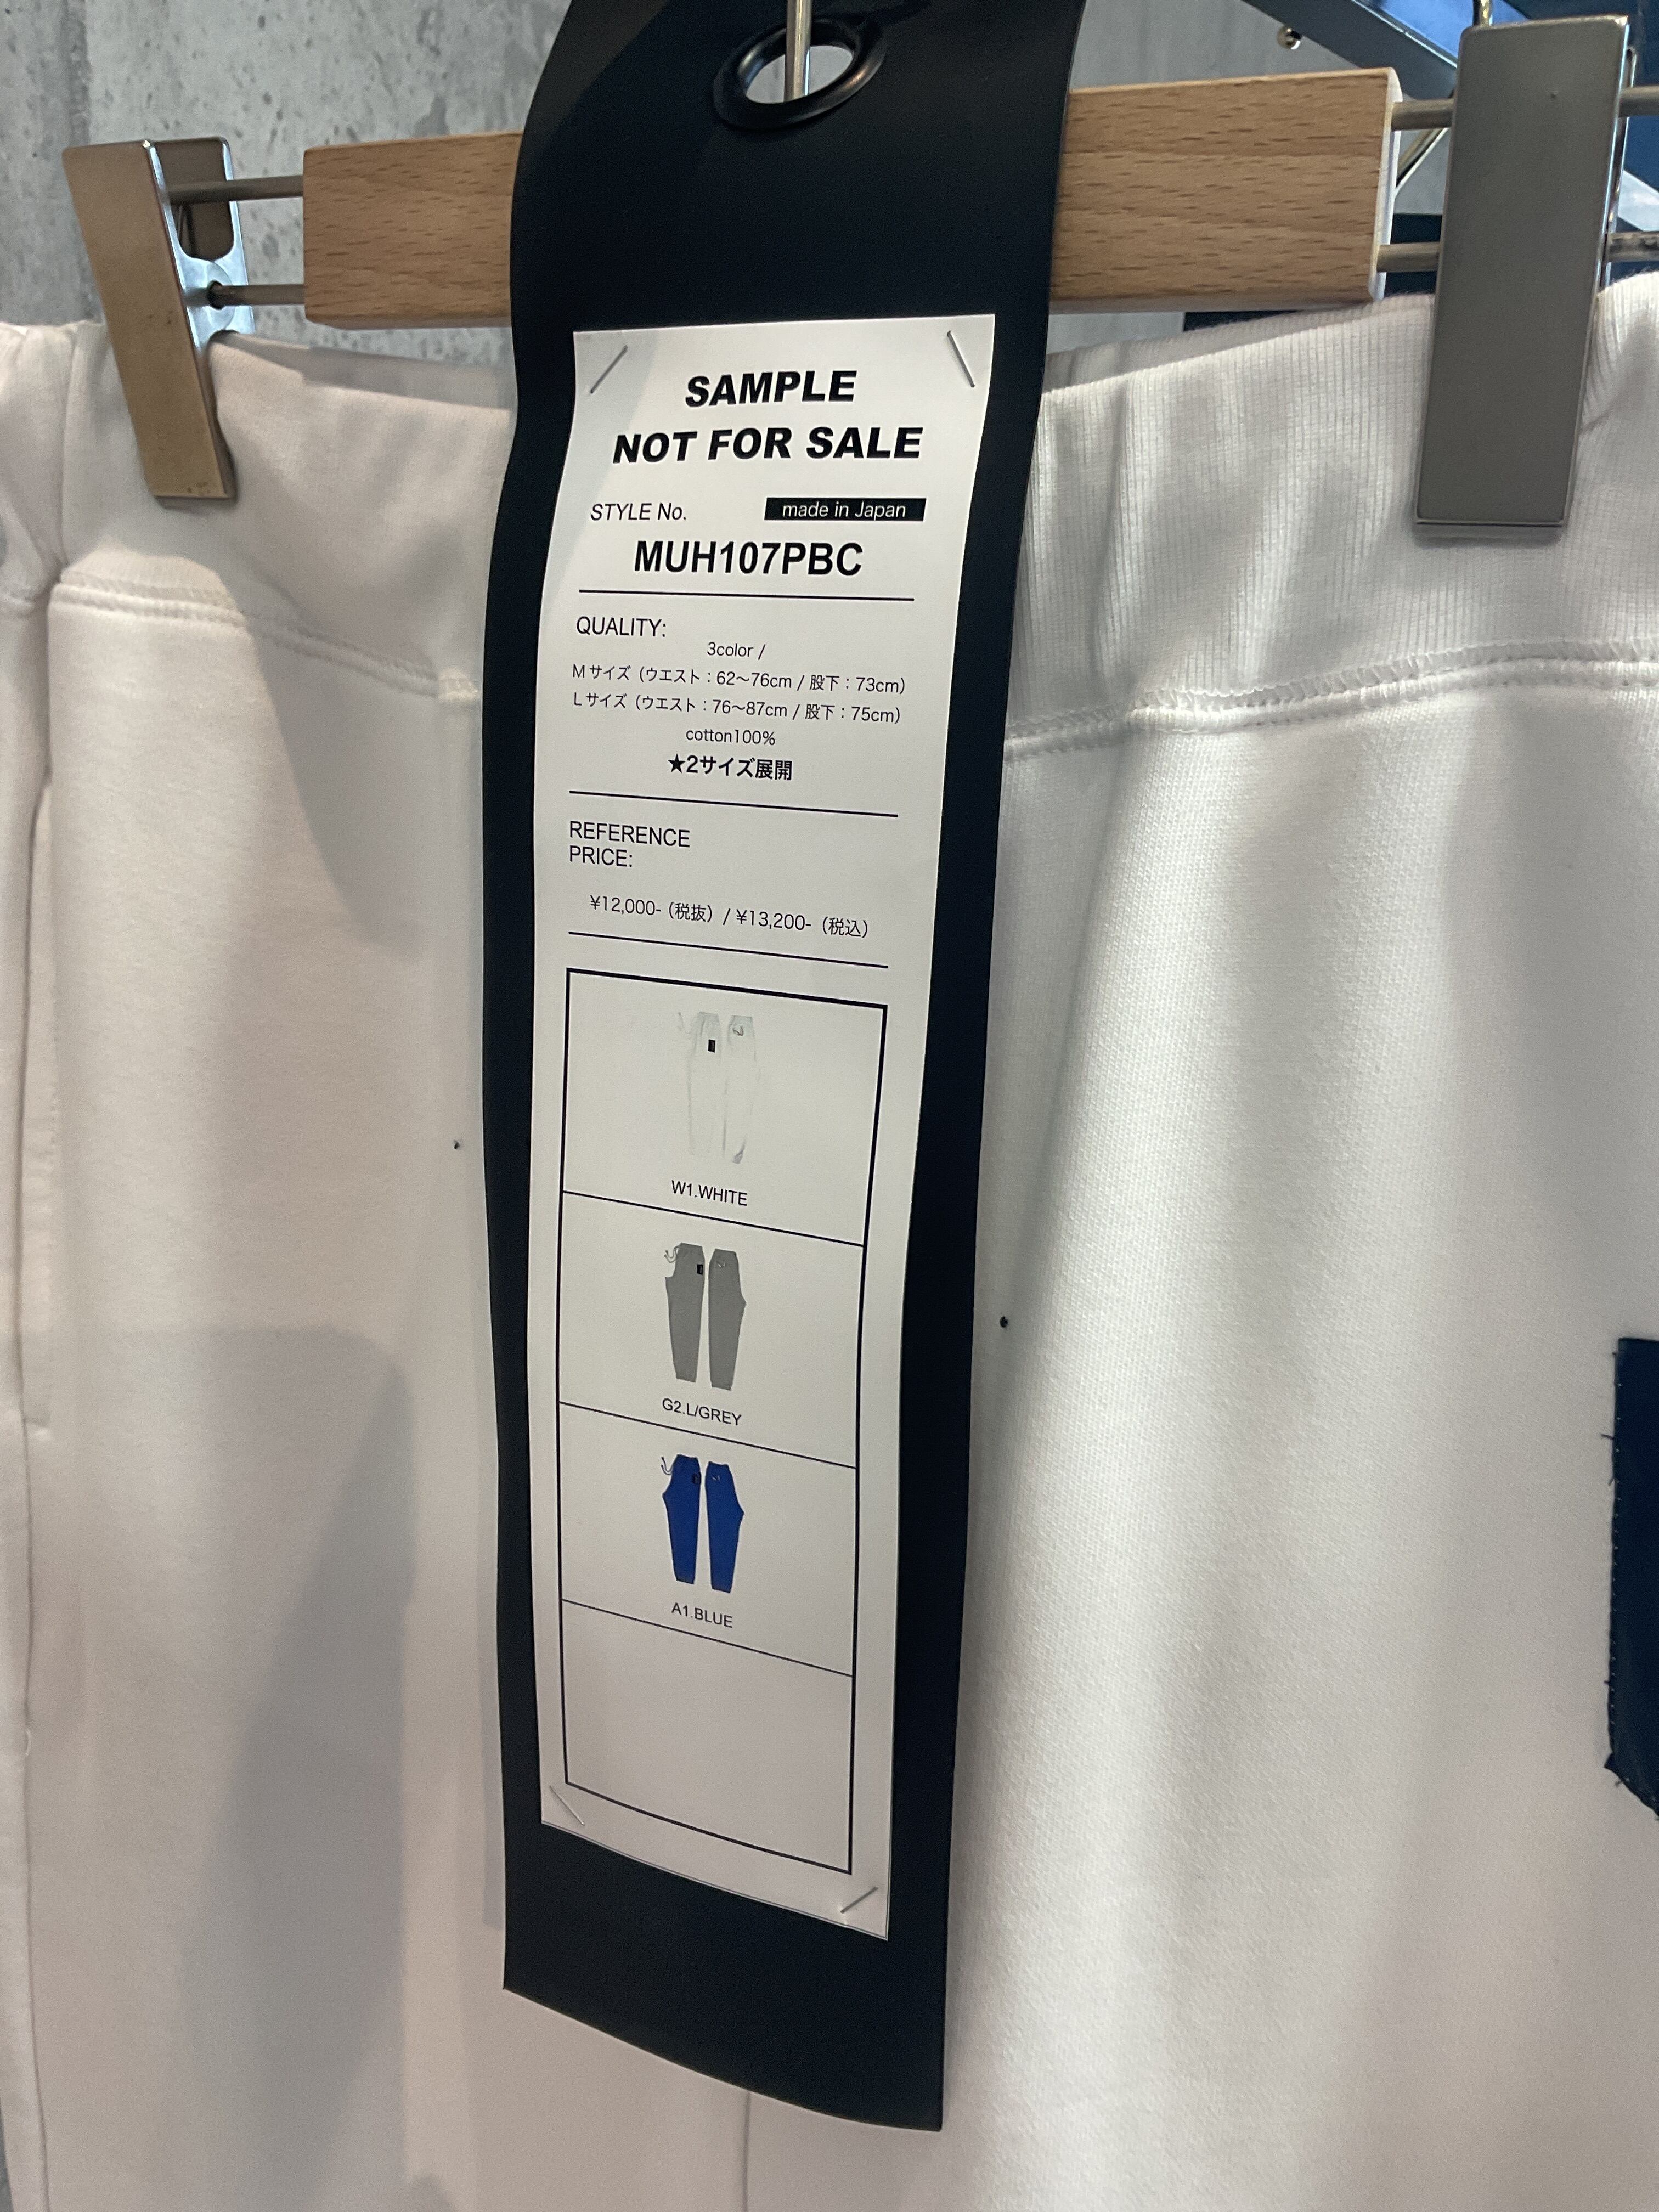 SAMPLE
NOT FOR SALE
STYLE No. made in Japan
MUH107PBC
QUALITY:
3color /
Mサイズ（ウエスト：62〜76cm / 股下：73cm）
Lサイズ（ウエスト：76〜87cm / 股下：75cm）
cotton100%
★2サイズ展開
REFERENCE
PRICE:
¥12,000-（税抜）/ ¥13,200-（税込）
W1.WHITE
G2.L/GREY
A1.BLUE